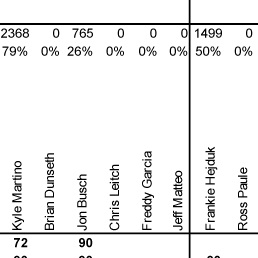 2368 0 765 0 0 0 1499 0
79% 0% 26% 0% 0% 0% 50% 0%
Kyle Martino
Brian Dunseth
Jon Busch
Chris Leitch
Freddy Garcia
Jeff Matteo
Frankie Hejduk
Ross Paule
72 90